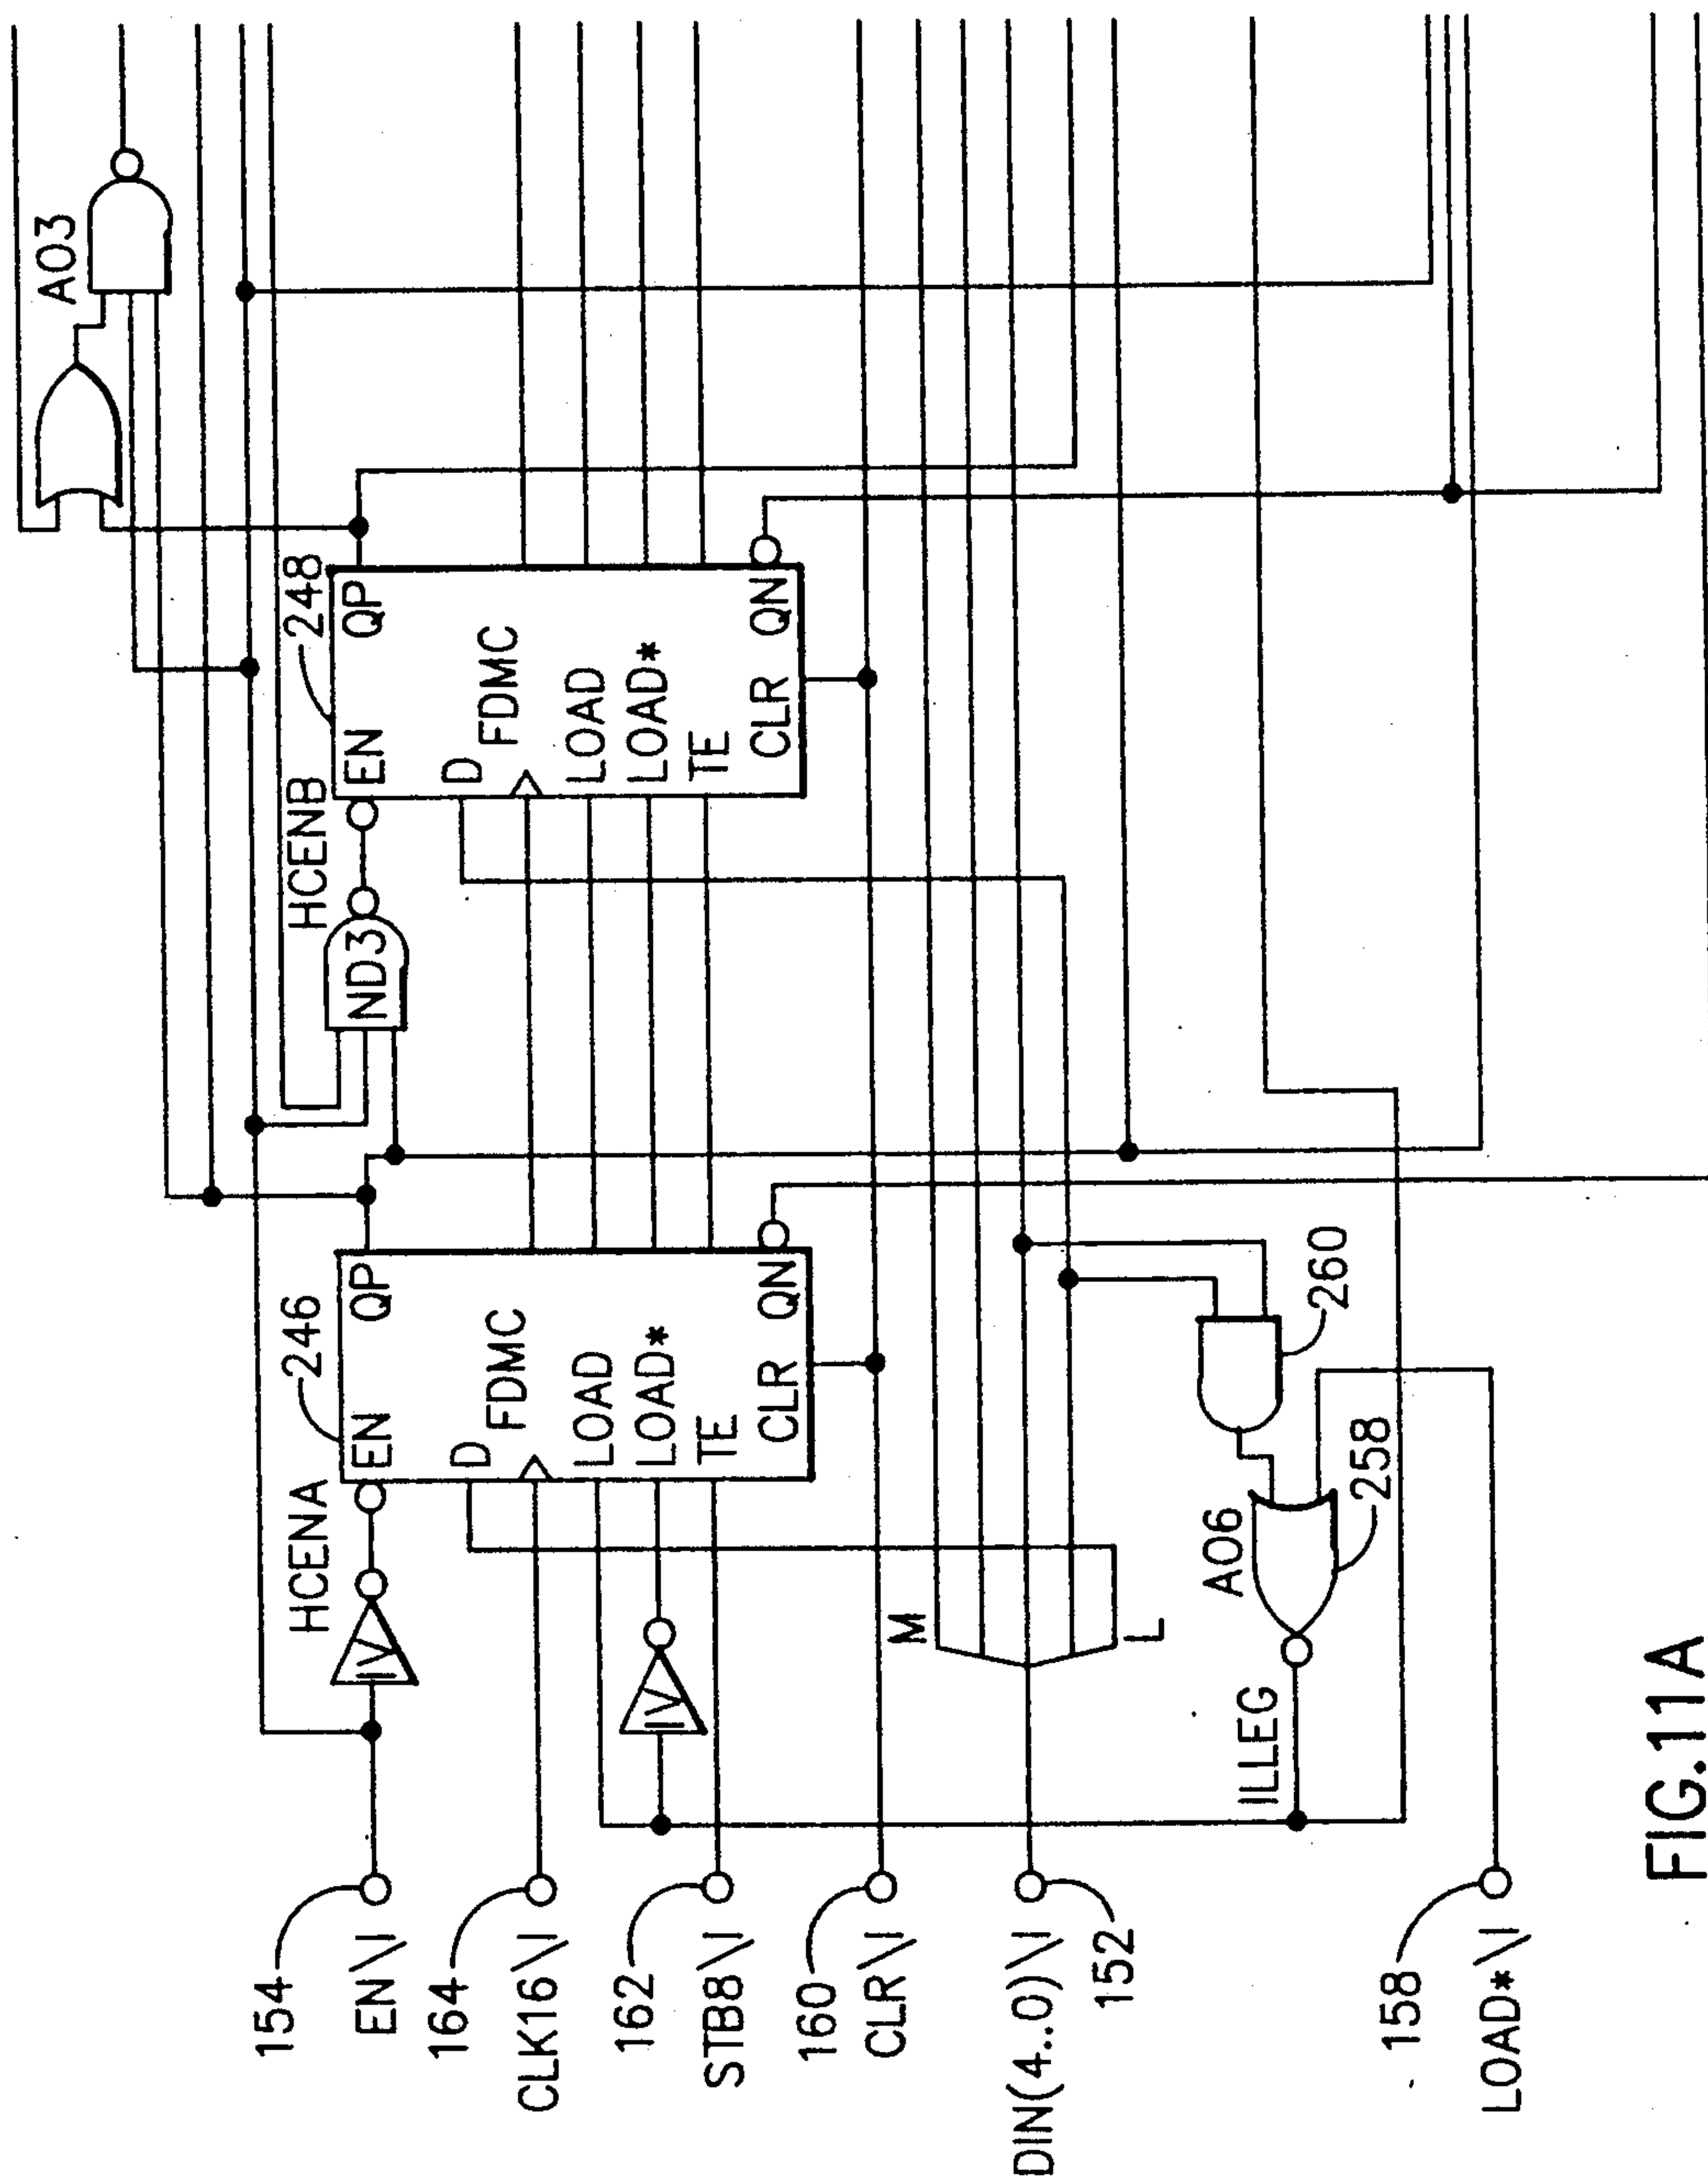 154
EN\I
164
CLK16\I
162
STB8\I
160
CLR\I
DIN(4..0)\I
152
158
LOAD*\I
HCENA
IV
246
EN
QP
D
FDMC
LOAD
LOAD*
TE
CLR
QN
IV
M
L
ILLEG
A06
258
260
HCENB
ND3
248
EN
QP
D
FDMC
LOAD
LOAD*
TE
CLR
QN
A03
FIG.11A